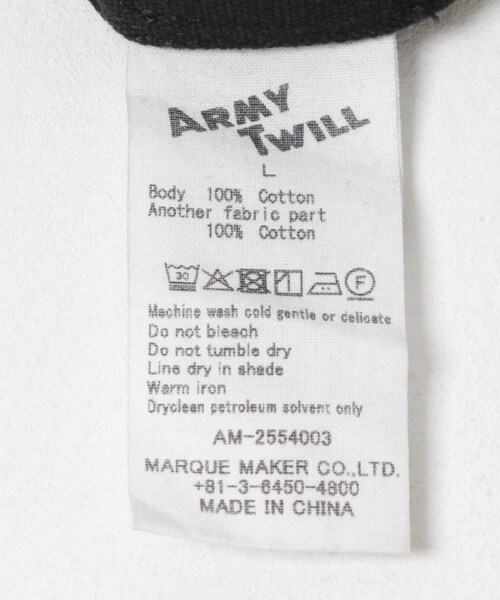 ARMY
TWILL
L
Body 100% Cotton
Another fabric part
100% Cotton
30 F
Machine wash cold gentle or delicate
Do not bleach
Do not tumble dry
Line dry in shade
Warm iron
Dryclean petroleum solvent only
AM-2554003
MARQUE MAKER CO.,LTD.
+81-3-6450-4800
MADE IN CHINA